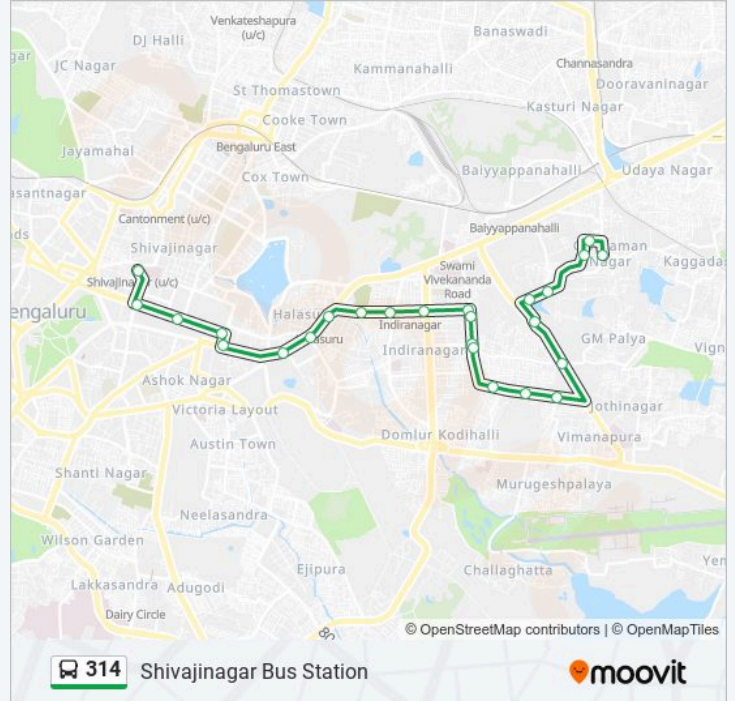 Venkateshapura
(u/c)
DJ Halli
Banaswadi
JC Nagar
Kammanahalli
Channasandra
Dooravaninagar
St Thomastown
Kasturi Nagar
Cooke Town
Bengaluru East
Jayamahal
Baiyyappanahalli
Udaya Nagar
Cox Town
asantnagar
Cantonment (u/c)
Baiyyappanahalli
Shivajinagar
Nagar
Kaggada
Swami
Vivekananda
Road
engaluru
Halasu
Indiranagar
GM Palya
Indiranagar
Vign
Ashok Nagar
Jothinagar
Victoria Layout
Domlur Kodihalli
Vimanapura
Austin Town
Shanti Nagar
Murugeshpalaya
Neelasandra
Wilson Garden
Ejipura
Challaghatta
Yem
Lakkasandra
Adugodi
Dairy Circle
© OpenStreetMap contributors | © OpenMapTiles
314 Shivajinagar Bus Station
moovit